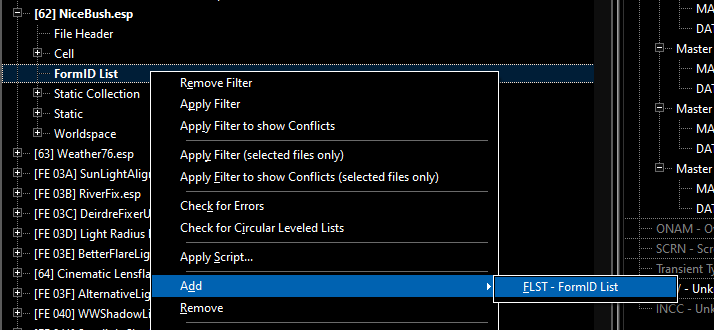 [62] NiceBush.esp
File Header
Cell
FormID List
Static Collection
Static
Worldspace
[63] Weather76.esp
[FE 03A] SunLightAlign
[FE 03B] RiverFix.esp
[FE 03C] DeirdreFixerU
[FE 03D] Light Radius
[FE 03E] BetterFlareLig
[64] Cinematic Lensfla
[FE 03F] AlternativeLig
[FE 040] WWShadowLi
Remove Filter
Apply Filter
Apply Filter to show Conflicts
Apply Filter (selected files only)
Apply Filter to show Conflicts (selected files only)
Check for Errors
Check for Circular Leveled Lists
Apply Script...
Add
Remove
FLST - FormID List
MA
DAT
Master
MA
DAT
Master
MA
DAT
Master
MA
DAT
ONAM - O
SCRN - Scr
Transient Ty
- Unk
INCC - In